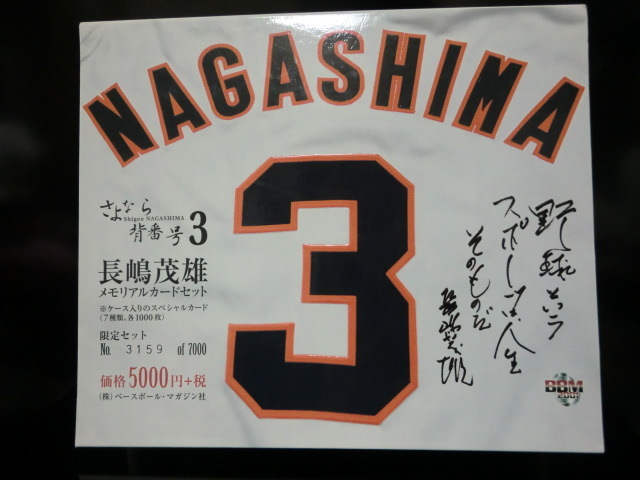 NAGASHIMA
3
さよなら
Shigeo NAGASHIMA
背番号3
長嶋茂雄
メモリアルカードセット
※ケース入りのスペシャルカード
(7種類、各1000枚)
限定セット
No. 3159 of 7000
価格5000円+税
(株)ベースボール・マガジン社
野球という
スポーツは人生
そのものだ
長嶋茂雄
BBM
2001